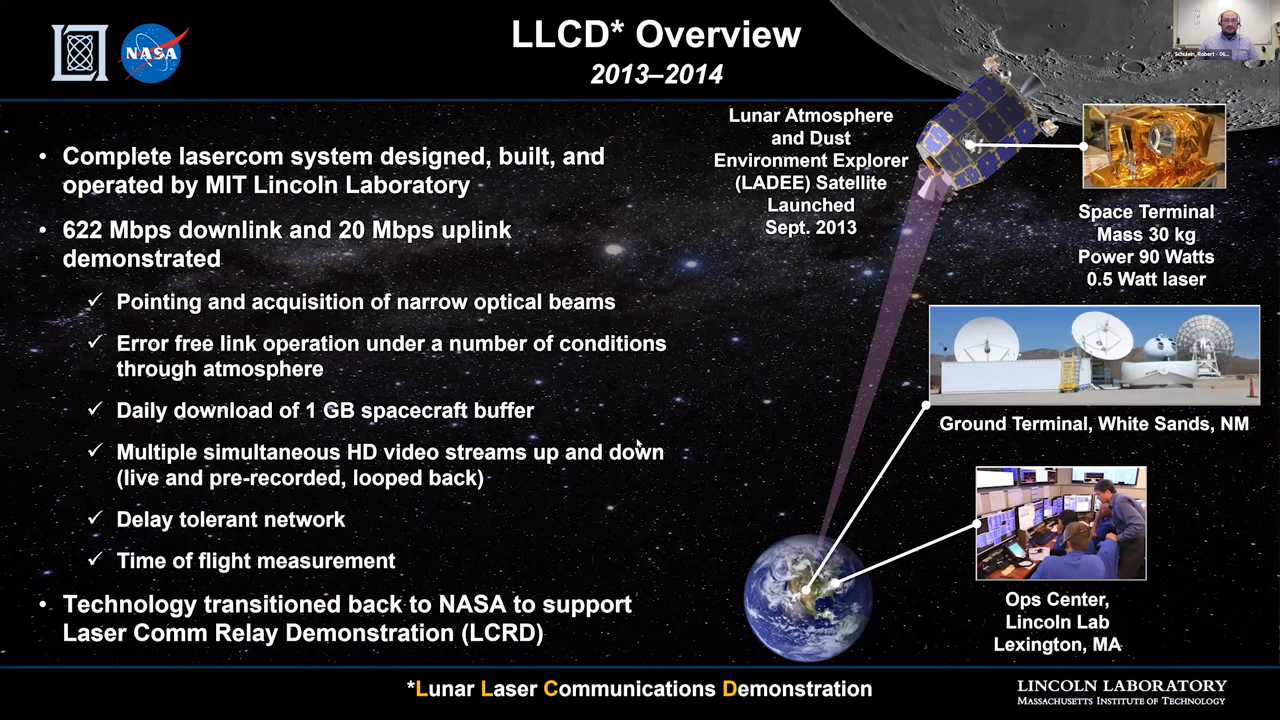 LLCD* Overview
2013–2014
NASA
Schulein, Robert - 06...
• Complete lasercom system designed, built, and
operated by MIT Lincoln Laboratory
• 622 Mbps downlink and 20 Mbps uplink
demonstrated
✓ Pointing and acquisition of narrow optical beams
✓ Error free link operation under a number of conditions
through atmosphere
✓ Daily download of 1 GB spacecraft buffer
✓ Multiple simultaneous HD video streams up and down
(live and pre-recorded, looped back)
✓ Delay tolerant network
✓ Time of flight measurement
• Technology transitioned back to NASA to support
Laser Comm Relay Demonstration (LCRD)
Lunar Atmosphere
and Dust
Environment Explorer
(LADEE) Satellite
Launched
Sept. 2013
Space Terminal
Mass 30 kg
Power 90 Watts
0.5 Watt laser
Ground Terminal, White Sands, NM
Ops Center,
Lincoln Lab
Lexington, MA
*Lunar Laser Communications Demonstration
LINCOLN LABORATORY
MASSACHUSETTS INSTITUTE OF TECHNOLOGY